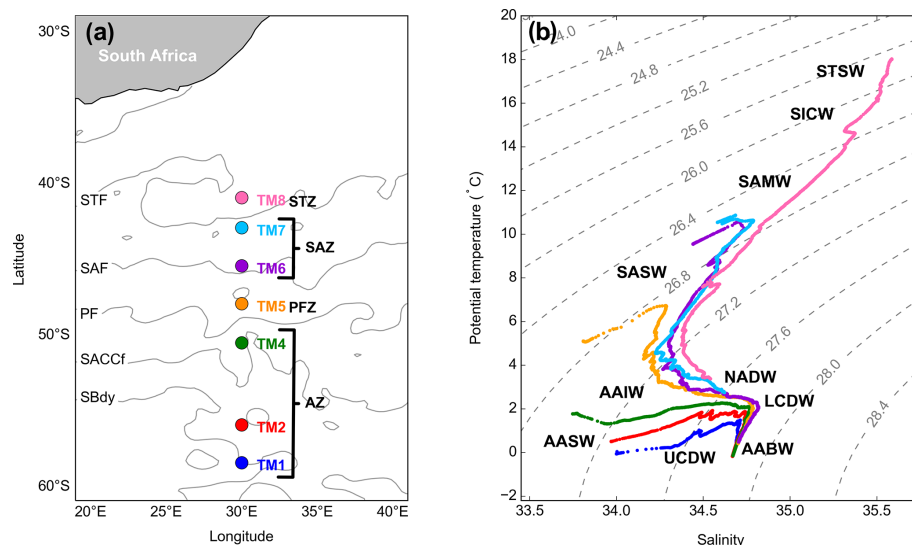 (a)
South Africa
30°S
40°S
50°S
60°S
Latitude
STF
SAF
PF
SACCf
SBdy
TM8 STZ
TM7
SAZ
TM6
TM5 PFZ
TM4
AZ
TM2
TM1
20°E
25°E
30°E
35°E
40°E
Longitude
(b)
20
18
16
14
12
10
8
6
4
2
0
−2
Potential temperature (°C)
24.0
24.4
24.8
25.2
25.6
26.0
26.4
26.8
27.2
27.6
28.0
28.4
STSW
SICW
SAMW
SASW
NADW
AAIW
LCDW
AASW
UCDW
AABW
33.5
34.0
34.5
35.0
35.5
Salinity